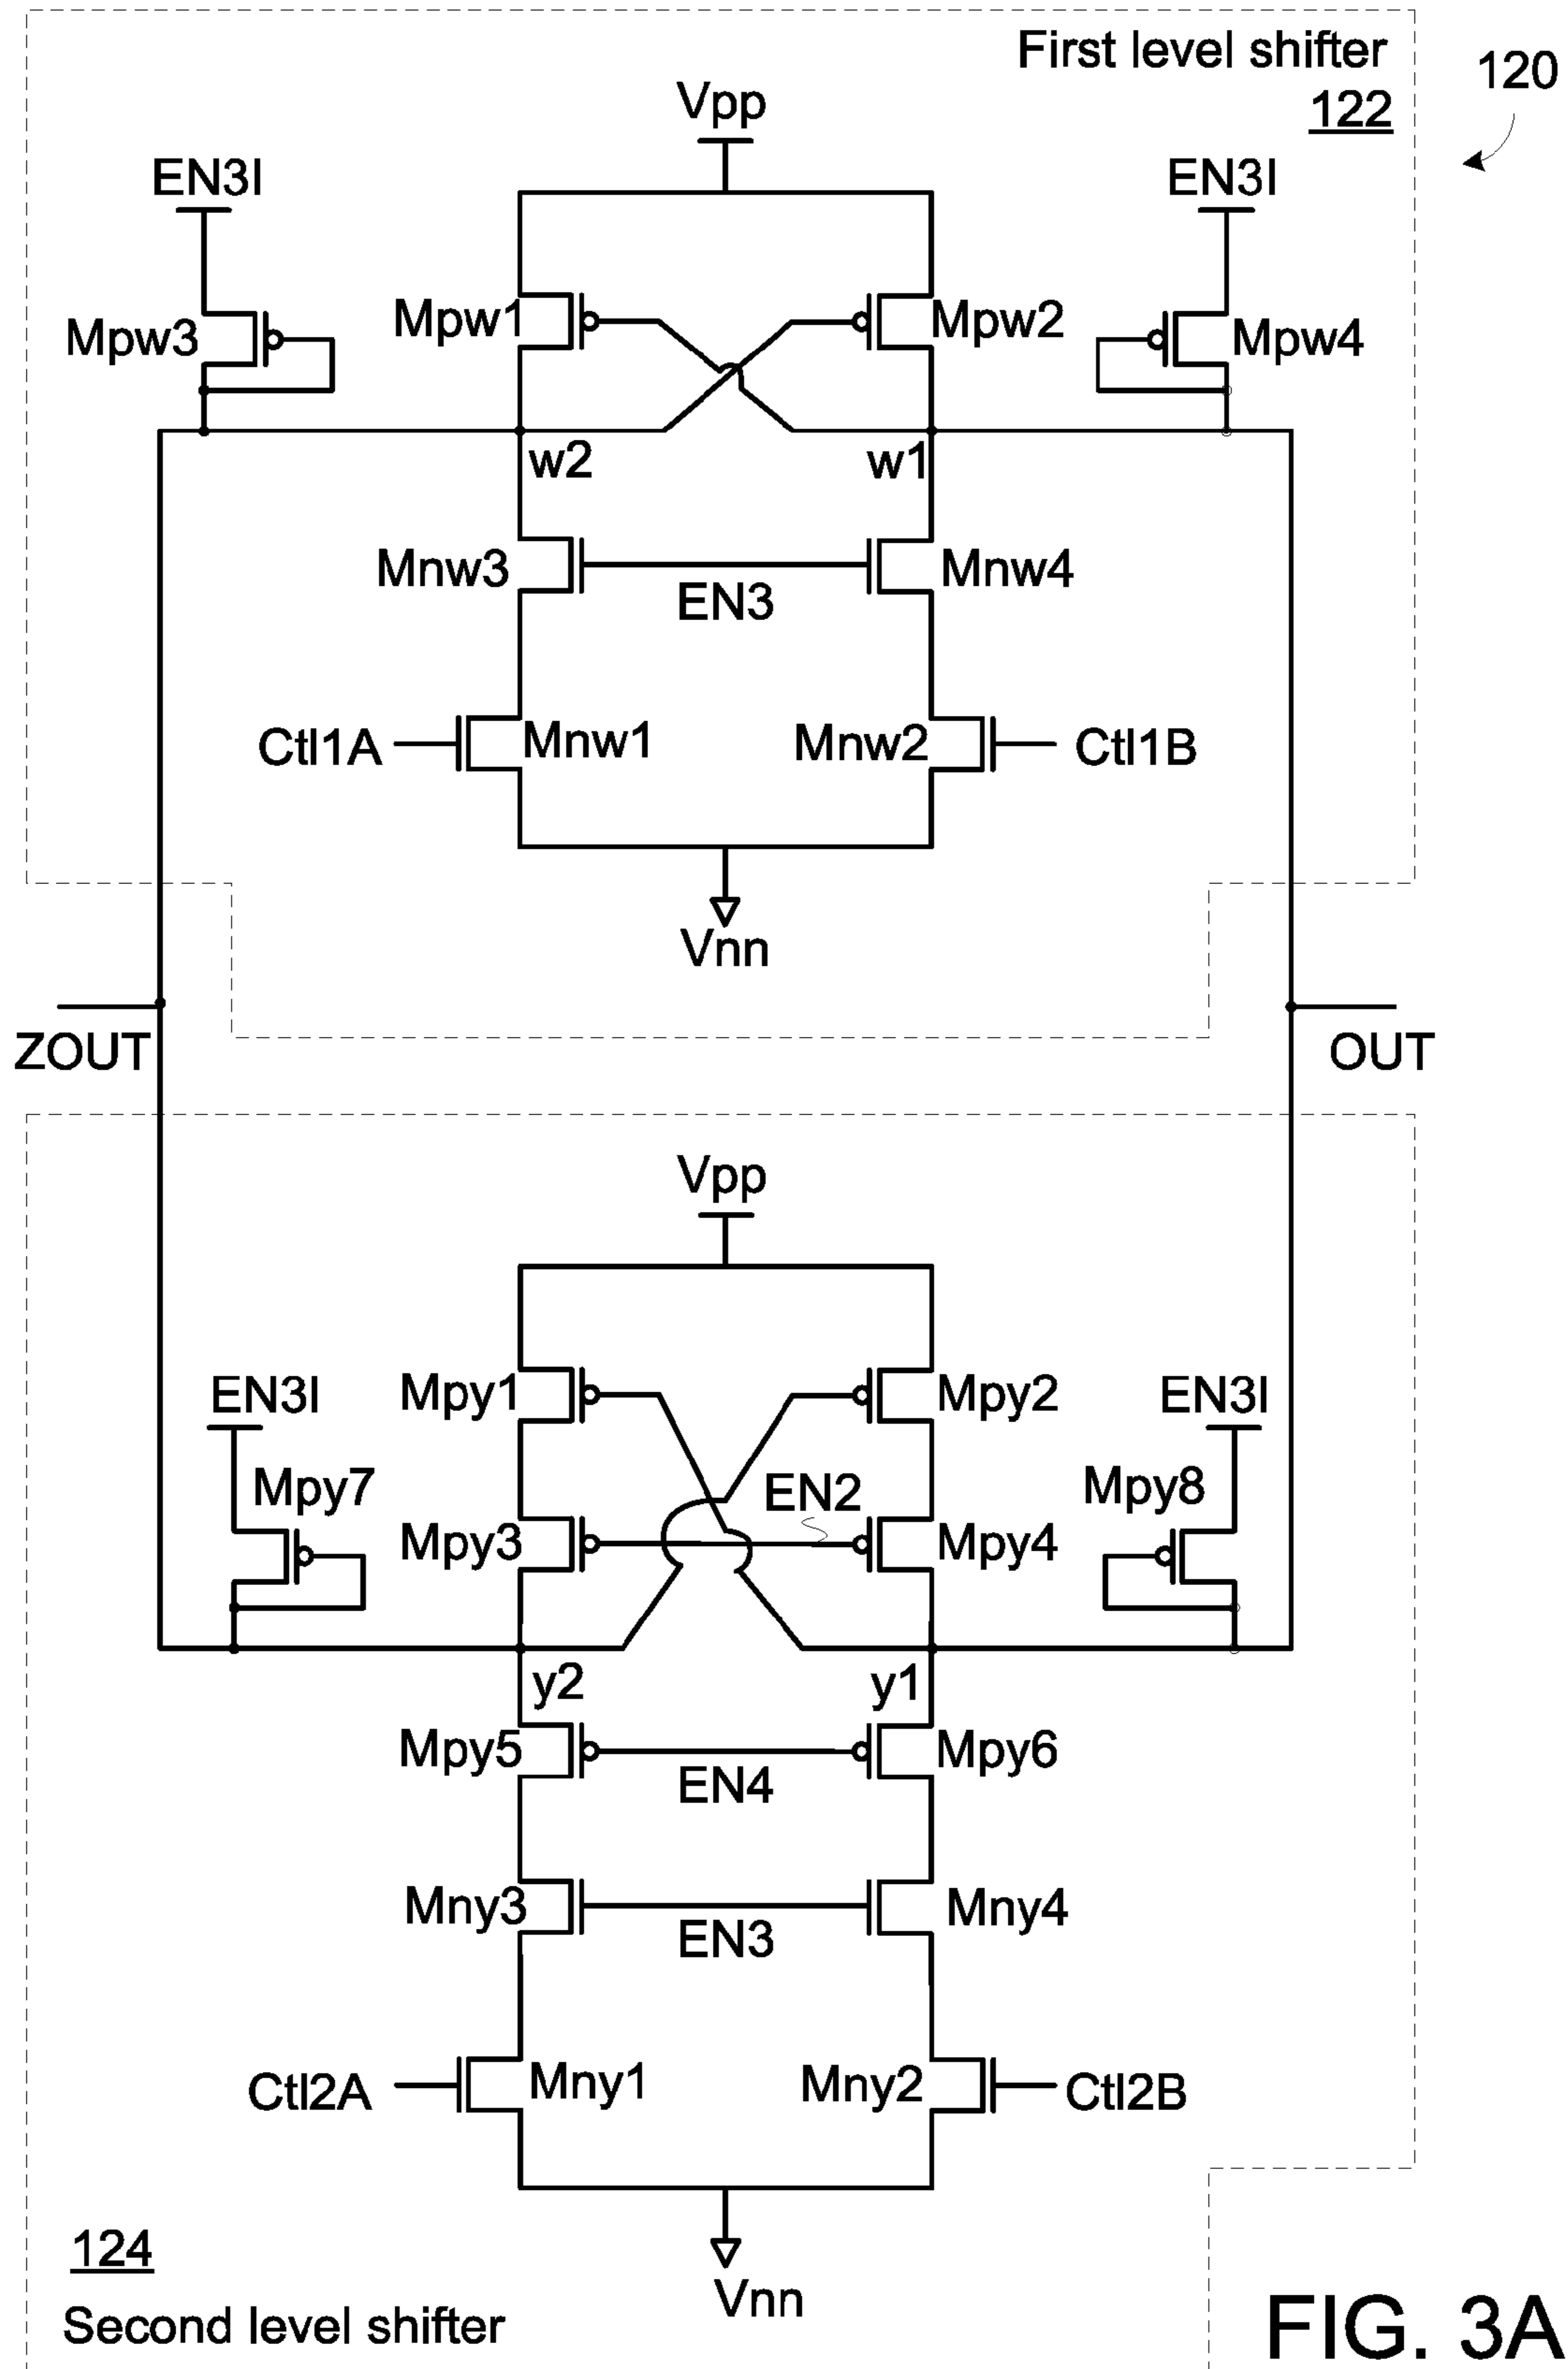 First level shifter
122
120
Vpp
EN3I
EN3I
Mpw3
Mpw1
Mpw2
Mpw4
w2
w1
Mnw3
EN3
Mnw4
Ctl1A
Mnw1
Mnw2
Ctl1B
Vnn
ZOUT
OUT
Vpp
EN3I
Mpy1
Mpy2
EN3I
Mpy7
EN2
Mpy8
Mpy3
Mpy4
y2
y1
Mpy5
EN4
Mpy6
Mny3
EN3
Mny4
Ctl2A
Mny1
Mny2
Ctl2B
124
Vnn
Second level shifter
FIG. 3A